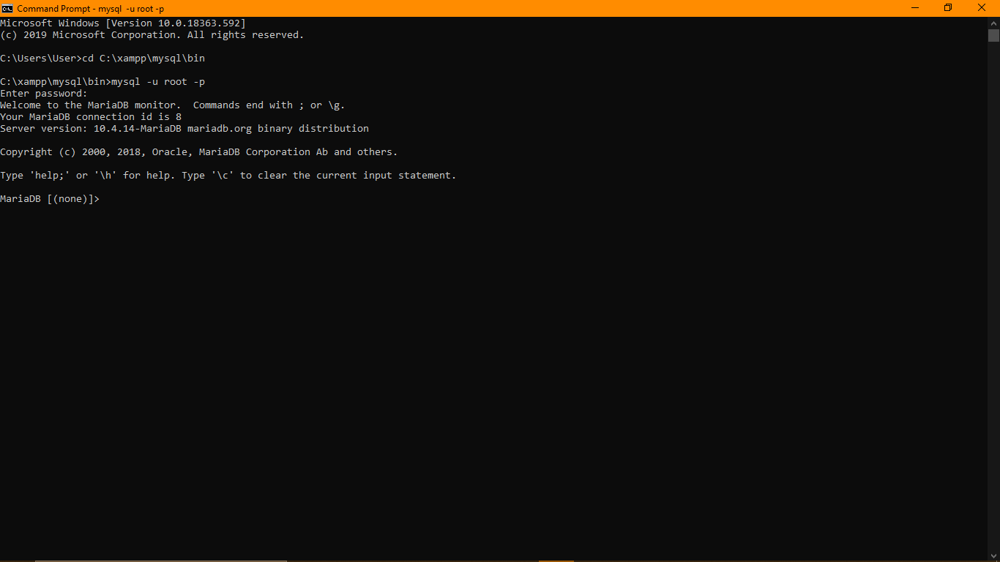 Command Prompt - mysql -u root -p
Microsoft Windows [Version 10.0.18363.592]
(c) 2019 Microsoft Corporation. All rights reserved.
C:\Users\User>cd C:\xampp\mysql\bin
C:\xampp\mysql\bin>mysql -u root -p
Enter password:
Welcome to the MariaDB monitor.  Commands end with ; or \g.
Your MariaDB connection id is 8
Server version: 10.4.14-MariaDB mariadb.org binary distribution
Copyright (c) 2000, 2018, Oracle, MariaDB Corporation Ab and others.
Type 'help;' or '\h' for help. Type '\c' to clear the current input statement.
MariaDB [(none)]>